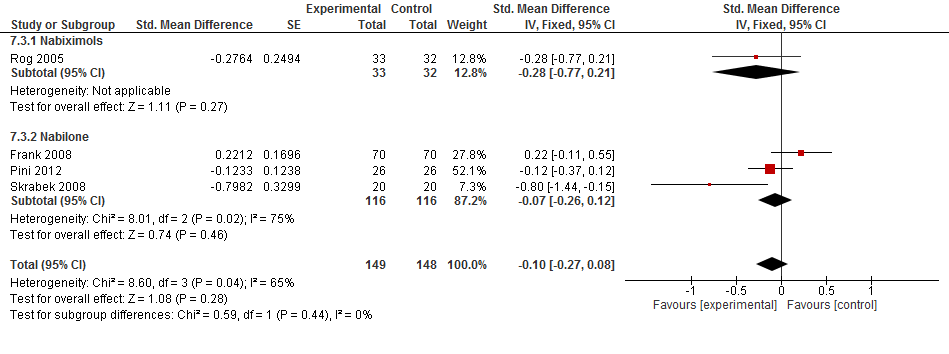 Experimental Control Std. Mean Difference Std. Mean Difference
Study or Subgroup Std. Mean Difference SE Total Total Weight IV, Fixed, 95% CI IV, Fixed, 95% CI
7.3.1 Nabiximols
Rog 2005 -0.2764 0.2494 33 32 12.8% -0.28 [-0.77, 0.21]
Subtotal (95% CI) 33 32 12.8% -0.28 [-0.77, 0.21]
Heterogeneity: Not applicable
Test for overall effect: Z = 1.11 (P = 0.27)
7.3.2 Nabilone
Frank 2008 0.2212 0.1696 70 70 27.8% 0.22 [-0.11, 0.55]
Pini 2012 -0.1233 0.1238 26 26 52.1% -0.12 [-0.37, 0.12]
Skrabek 2008 -0.7982 0.3299 20 20 7.3% -0.80 [-1.44, -0.15]
Subtotal (95% CI) 116 116 87.2% -0.07 [-0.26, 0.12]
Heterogeneity: Chi² = 8.01, df = 2 (P = 0.02); I² = 75%
Test for overall effect: Z = 0.74 (P = 0.46)
Total (95% CI) 149 148 100.0% -0.10 [-0.27, 0.08]
Heterogeneity: Chi² = 8.60, df = 3 (P = 0.04); I² = 65%
Test for overall effect: Z = 1.08 (P = 0.28)
Test for subgroup differences: Chi² = 0.59, df = 1 (P = 0.44), I² = 0%
-1 -0.5 0 0.5 1
Favours [experimental] Favours [control]